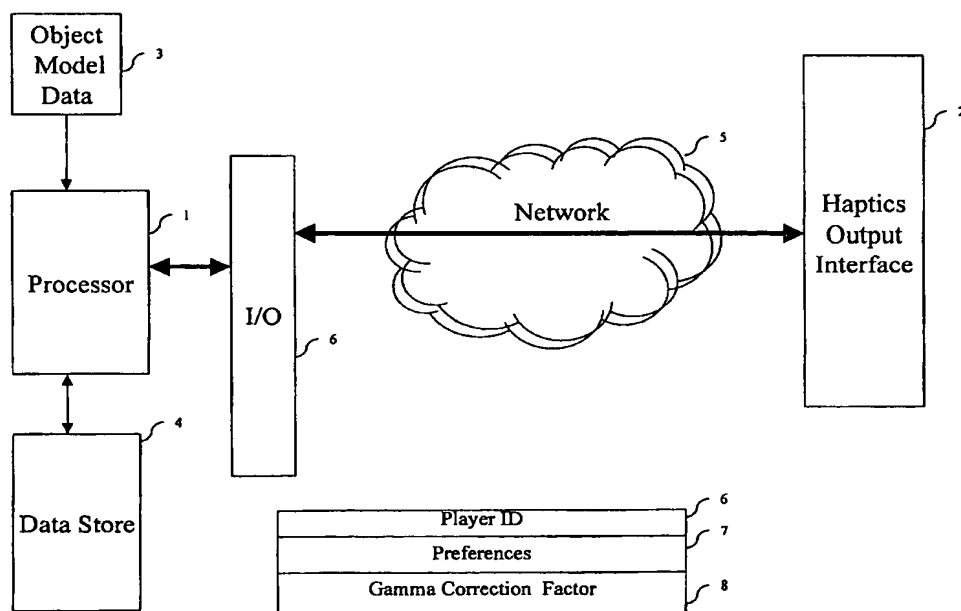 Object
Model
Data
3
Processor
1
Data Store
4
I/O
6
Network
5
Haptics
Output
Interface
2
Player ID
6
Preferences
7
Gamma Correction Factor
8